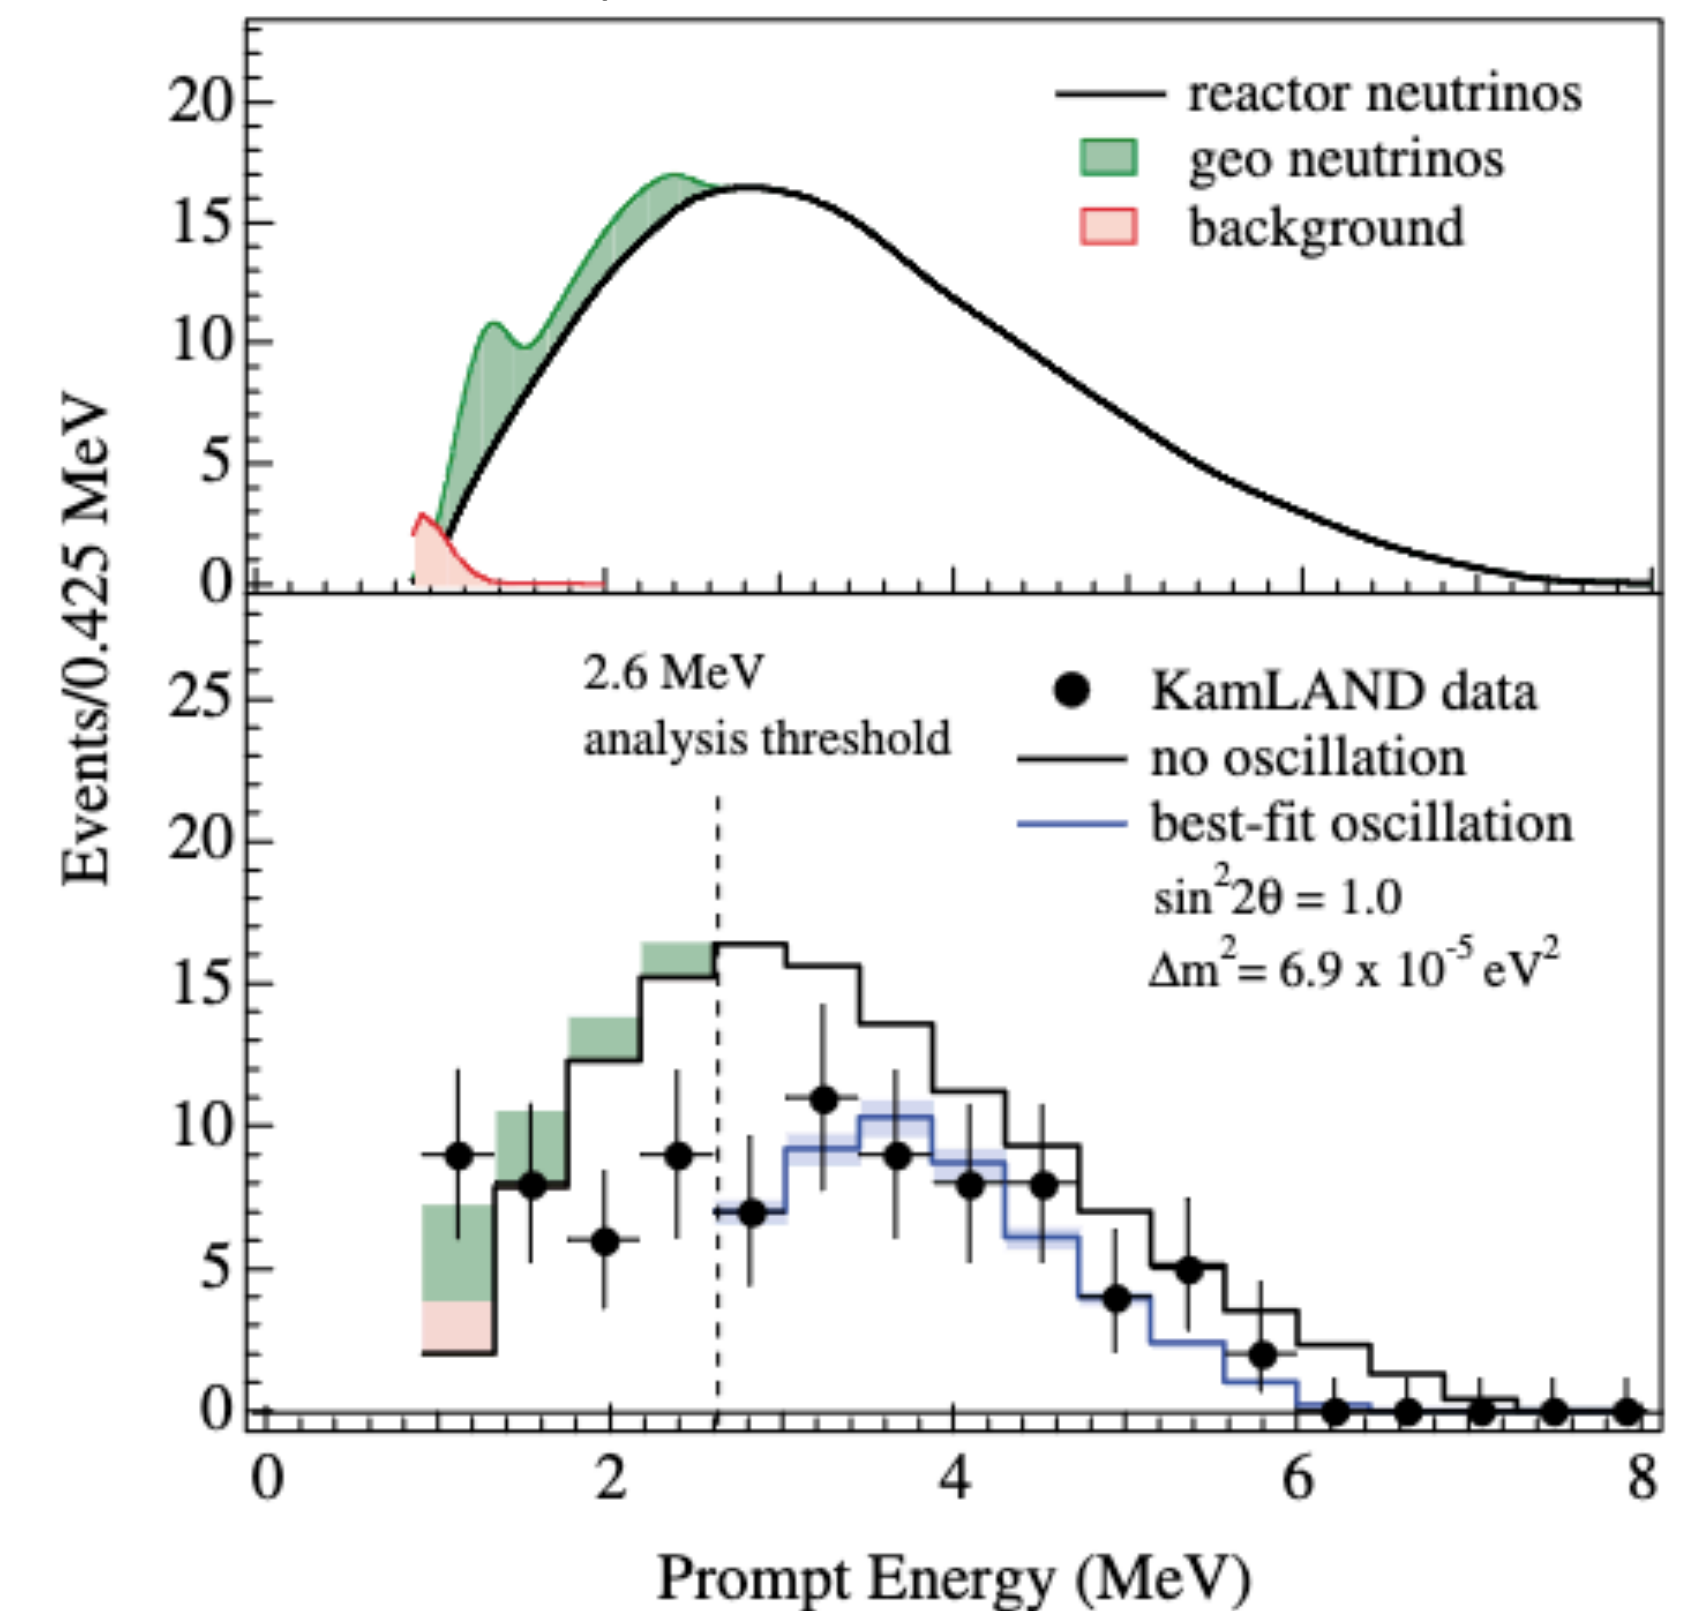 20
15
10
5
0
reactor neutrinos
geo neutrinos
background
Events/0.425 MeV
25
20
15
10
5
0
2.6 MeV
analysis threshold
KamLAND data
no oscillation
best-fit oscillation
sin²2θ = 1.0
Δm²= 6.9 x 10⁻⁵ eV²
0 2 4 6 8
Prompt Energy (MeV)